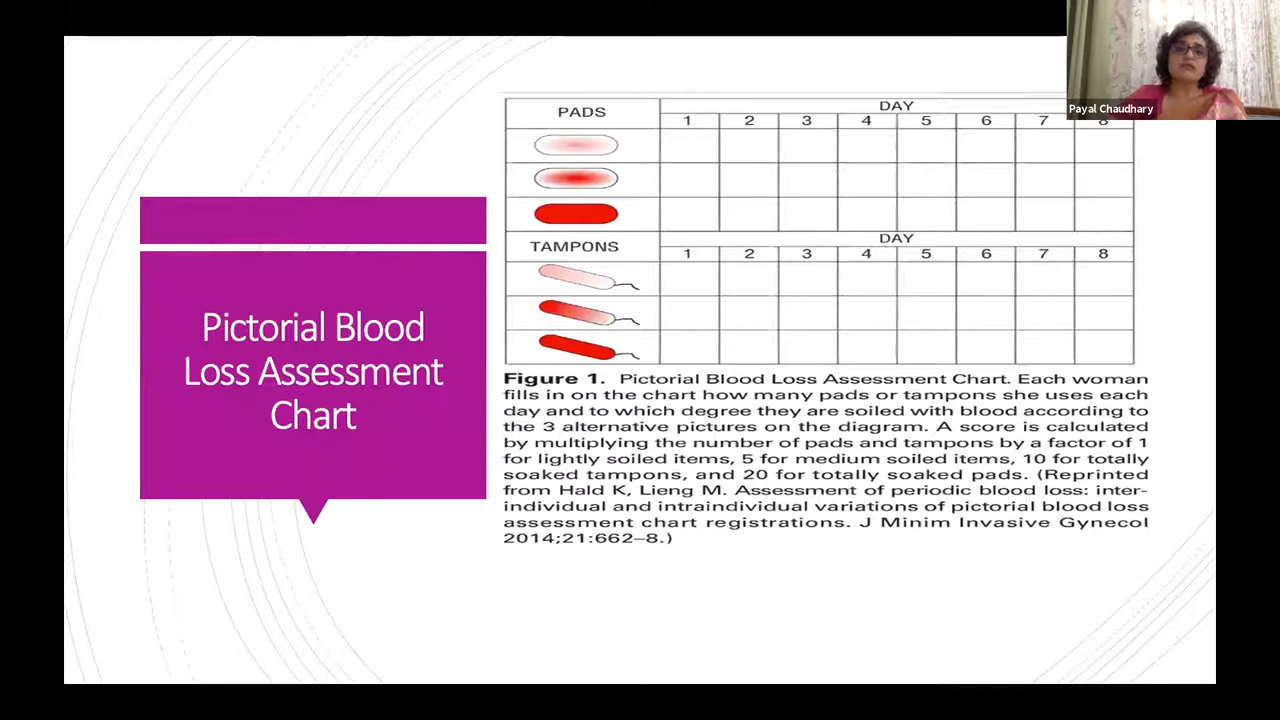 Payal Chaudhary
Pictorial Blood
Loss Assessment
Chart
PADS
DAY
1 2 3 4 5 6 7 8
TAMPONS
DAY
1 2 3 4 5 6 7 8
Figure 1. Pictorial Blood Loss Assessment Chart. Each woman
fills in on the chart how many pads or tampons she uses each
day and to which degree they are soiled with blood according to
the 3 alternative pictures on the diagram. A score is calculated
by multiplying the number of pads and tampons by a factor of 1
for lightly soiled items, 5 for medium soiled items, 10 for totally
soaked tampons, and 20 for totally soaked pads. (Reprinted
from Hald K, Lieng M. Assessment of periodic blood loss: inter-
individual and intraindividual variations of pictorial blood loss
assessment chart registrations. J Minim Invasive Gynecol
2014;21:662–8.)